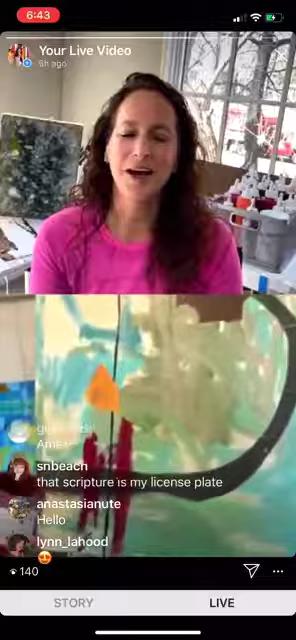 6:43
Your Live Video
6h ago
snbeach
that scripture is my license plate
anastasianute
Hello
lynn_lahood
😍
140
STORY
LIVE